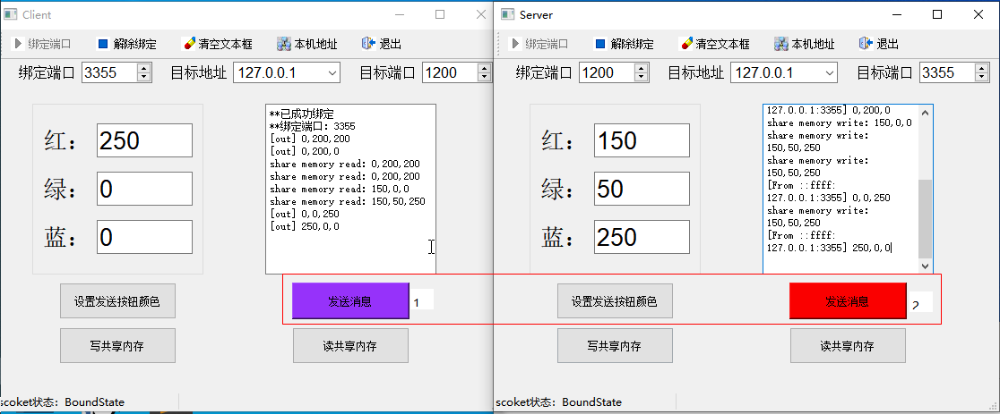 Client
绑定端口 解除绑定 清空文本框 本机地址 退出
绑定端口 3355 目标地址 127.0.0.1 目标端口 1200
红： 250
绿： 0
蓝： 0
**已成功绑定
**绑定端口：3355
[out] 0,200,200
[out] 0,200,0
share memory read: 0,200,200
share memory read: 0,200,200
share memory read: 150,0,0
share memory read: 150,50,250
[out] 0,0,250
[out] 250,0,0
设置发送按钮颜色 发送消息 1
写共享内存 读共享内存
scoket状态：BoundState
Server
绑定端口 解除绑定 清空文本框 本机地址 退出
绑定端口 1200 目标地址 127.0.0.1 目标端口 3355
红： 150
绿： 50
蓝： 250
127.0.0.1:3355] 0,200,0
share memory write: 150,0,0
share memory write:
150,50,250
share memory write:
150,50,250
[From ::ffff:
127.0.0.1:3355] 0,0,250
share memory write:
150,50,250
[From ::ffff:
127.0.0.1:3355] 250,0,0
设置发送按钮颜色 发送消息 2
写共享内存 读共享内存
scoket状态：BoundState